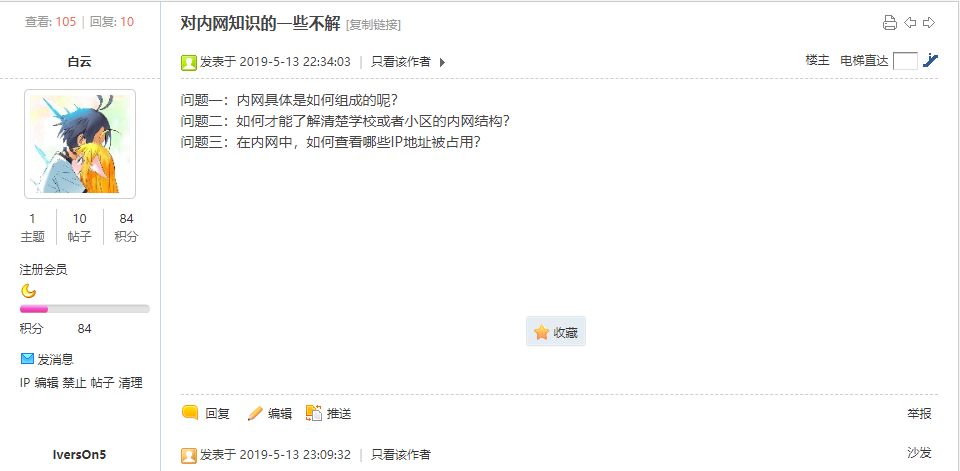 查看: 105 | 回复: 10
对内网知识的一些不解 [复制链接]
白云
发表于 2019-5-13 22:34:03 | 只看该作者
楼主 电梯直达
问题一：内网具体是如何组成的呢？
问题二：如何才能了解清楚学校或者小区的内网结构？
问题三：在内网中，如何查看哪些IP地址被占用？
1 10 84
主题 帖子 积分
注册会员
积分 84
发消息
IP 编辑 禁止 帖子 清理
收藏
回复 编辑 推送 举报
IversOn5
发表于 2019-5-13 23:09:32 | 只看该作者
沙发